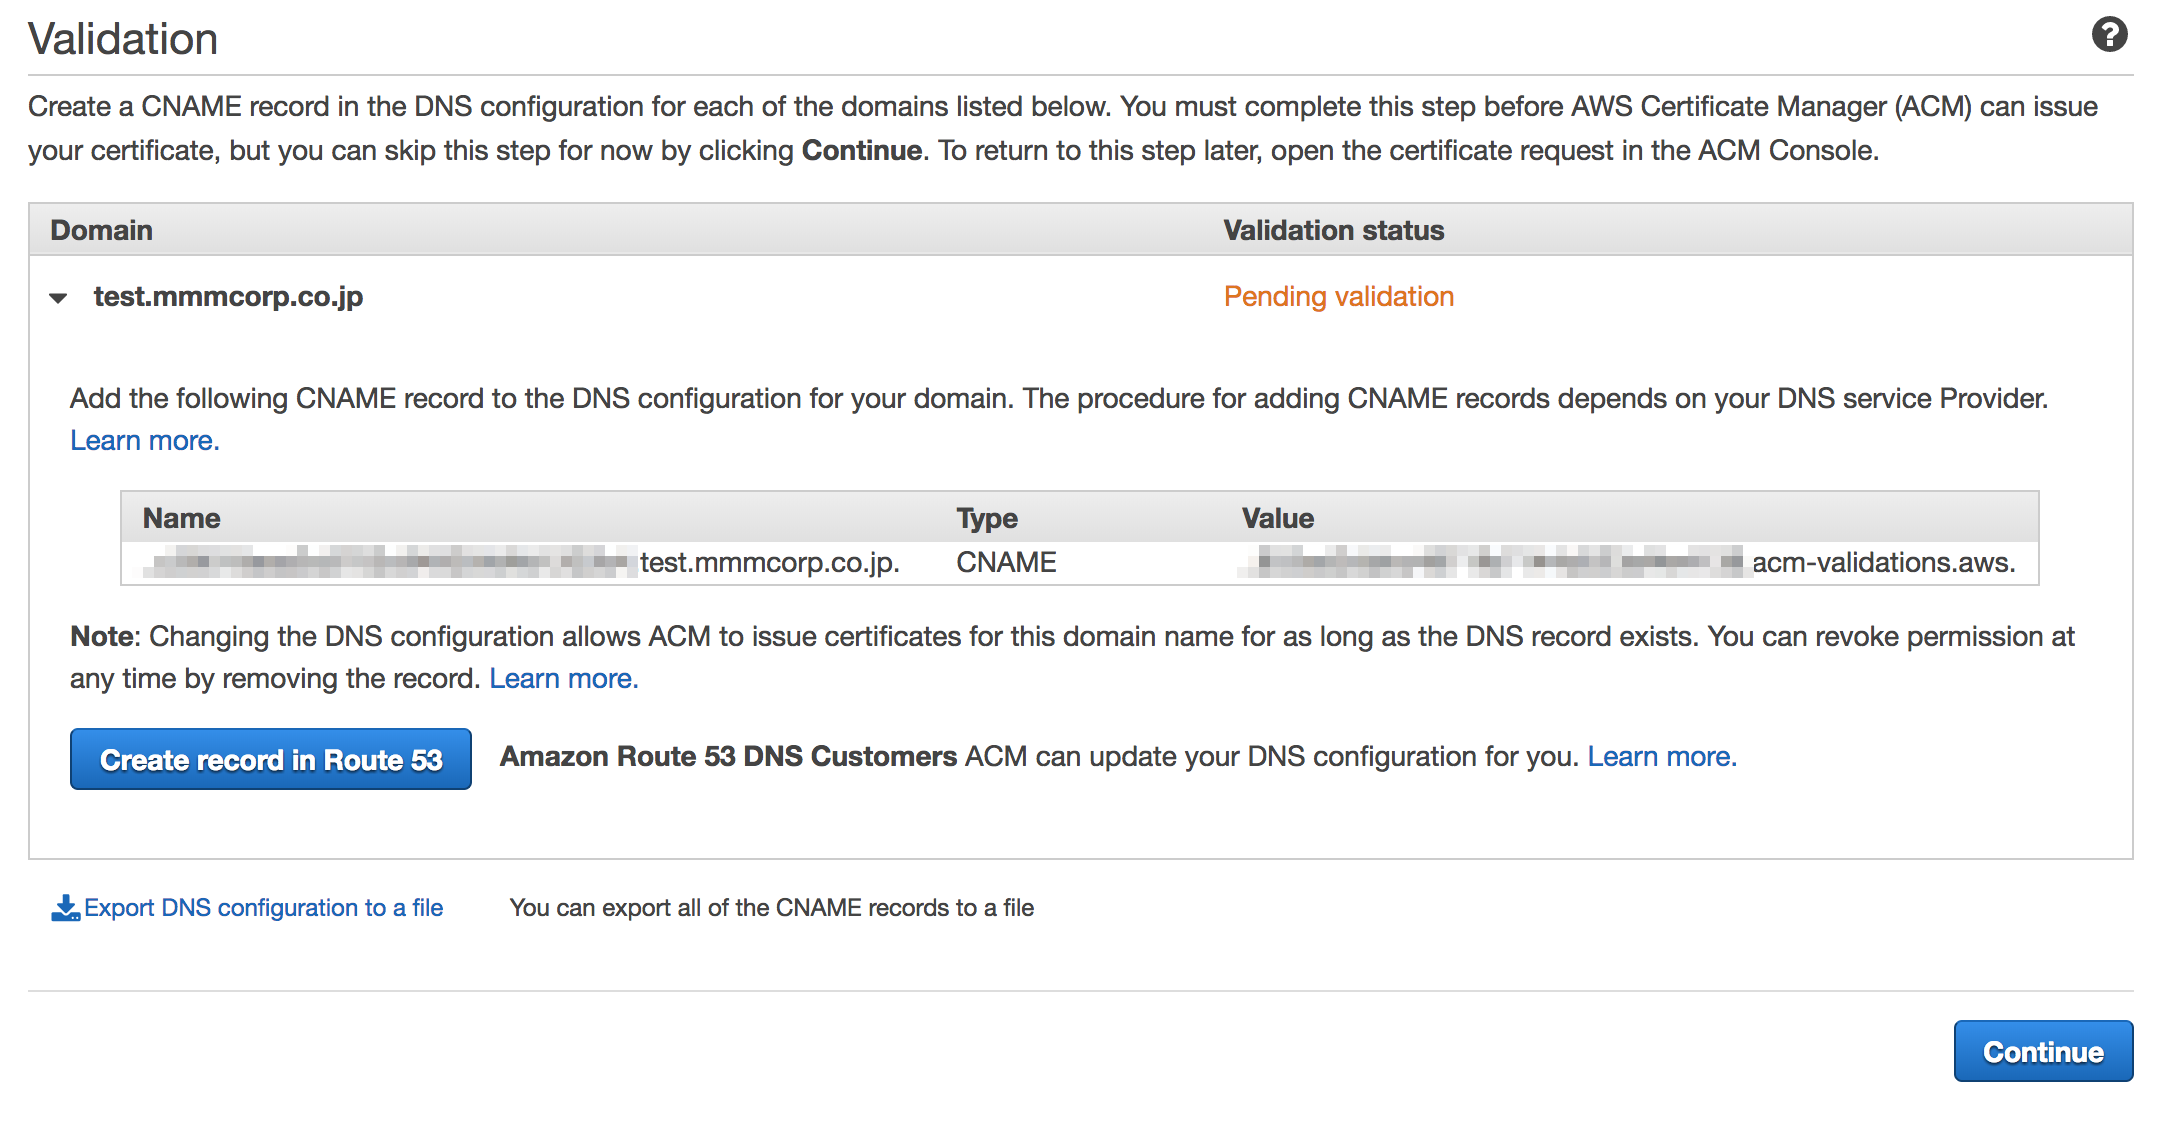 Validation
Create a CNAME record in the DNS configuration for each of the domains listed below. You must complete this step before AWS Certificate Manager (ACM) can issue
your certificate, but you can skip this step for now by clicking Continue. To return to this step later, open the certificate request in the ACM Console.
Domain Validation status
test.mmmcorp.co.jp Pending validation
Add the following CNAME record to the DNS configuration for your domain. The procedure for adding CNAME records depends on your DNS service Provider.
Learn more.
Name Type Value
test.mmmcorp.co.jp. CNAME acm-validations.aws.
Note: Changing the DNS configuration allows ACM to issue certificates for this domain name for as long as the DNS record exists. You can revoke permission at
any time by removing the record. Learn more.
Create record in Route 53 Amazon Route 53 DNS Customers ACM can update your DNS configuration for you. Learn more.
Export DNS configuration to a file You can export all of the CNAME records to a file
Continue